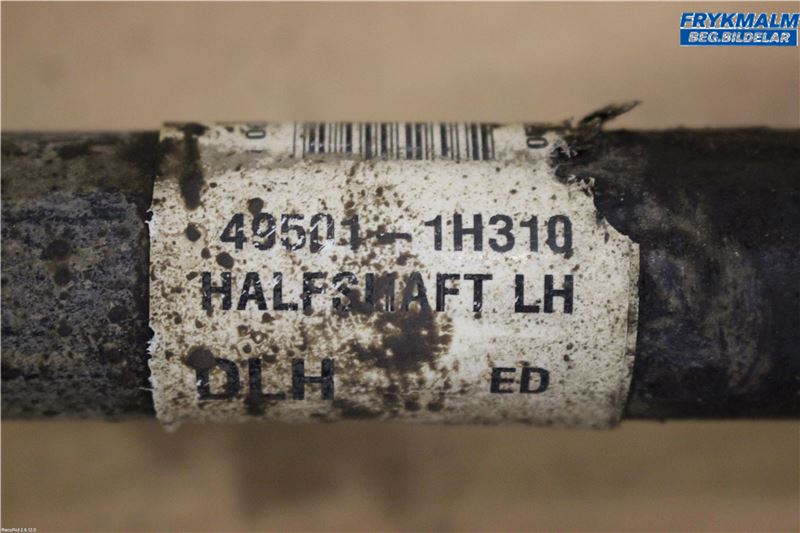 FRYKMALM
BEG.BILDELAR
49501-1H310
HALFSHAFT LH
DLH ED